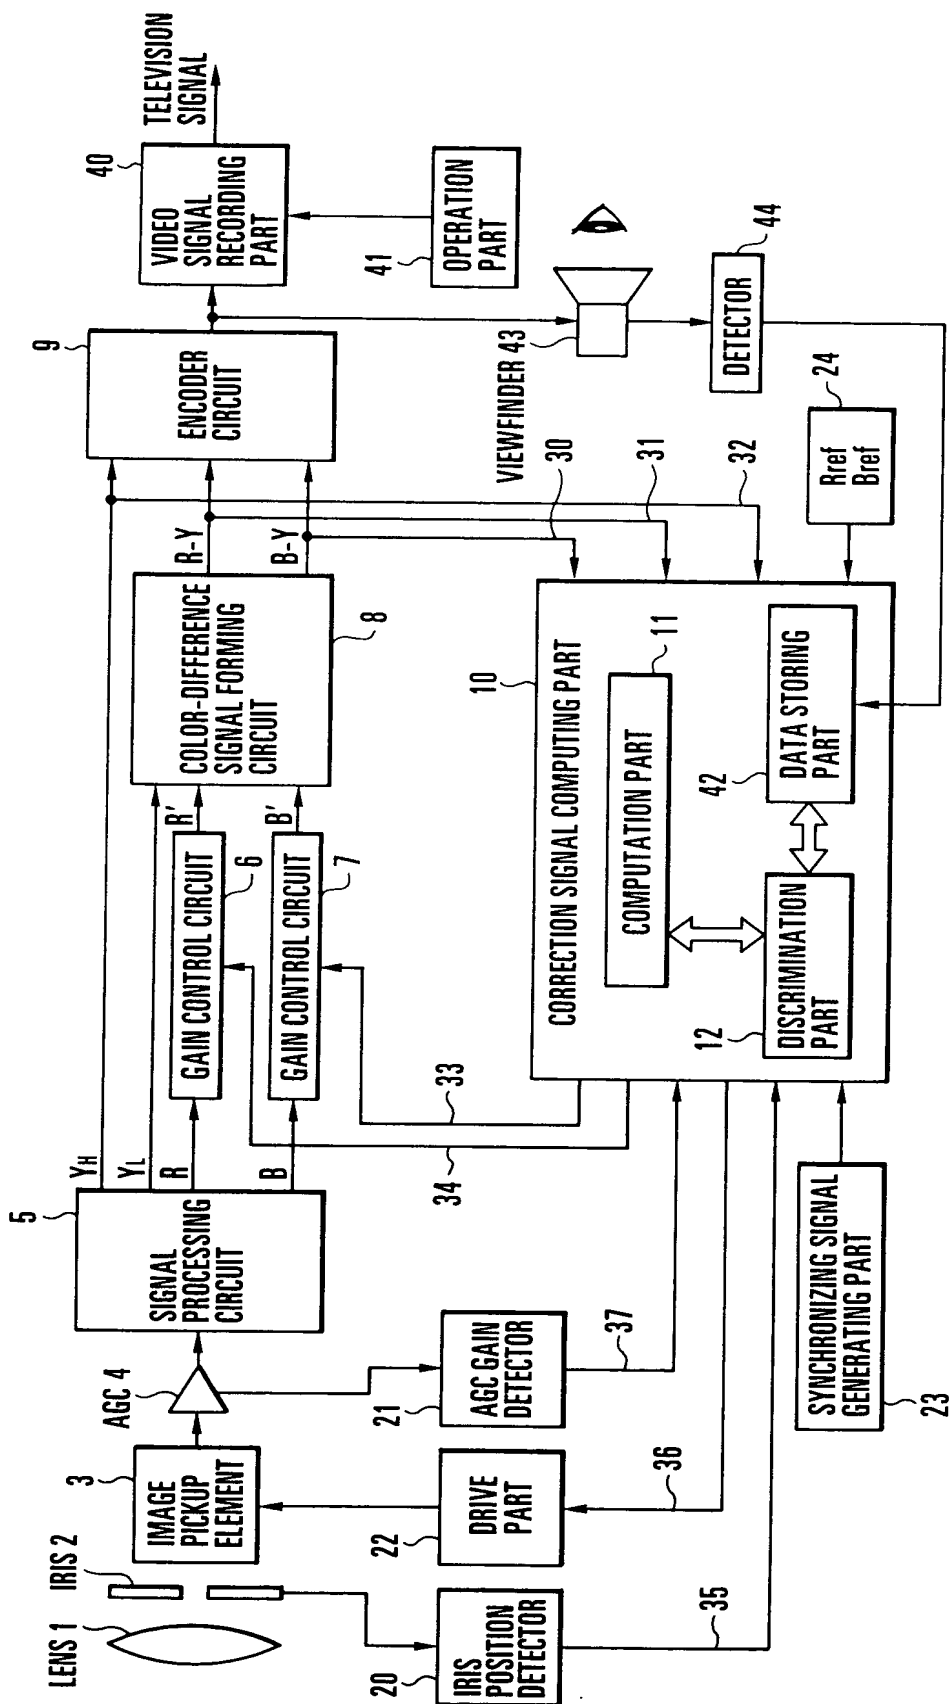 LENS 1
IRIS 2
3
IMAGE
PICKUP
ELEMENT
AGC 4
5
SIGNAL
PROCESSING
CIRCUIT
YH
YL
R
B
GAIN CONTROL CIRCUIT
6
GAIN CONTROL CIRCUIT
7
R'
B'
COLOR-DIFFERENCE
SIGNAL FORMING
CIRCUIT
8
R-Y
B-Y
9
ENCODER
CIRCUIT
40
VIDEO
SIGNAL
RECORDING
PART
TELEVISION
SIGNAL
41
OPERATION
PART
VIEWFINDER 43
DETECTOR
44
20
IRIS
POSITION
DETECTOR
22
DRIVE
PART
21
AGC GAIN
DETECTOR
35
36
37
34
33
30
31
32
24
Rref
Bref
10
CORRECTION SIGNAL COMPUTING PART
COMPUTATION PART
11
12
DISCRIMINATION
PART
42
DATA STORING
PART
SYNCHRONIZING SIGNAL
GENERATING PART
23